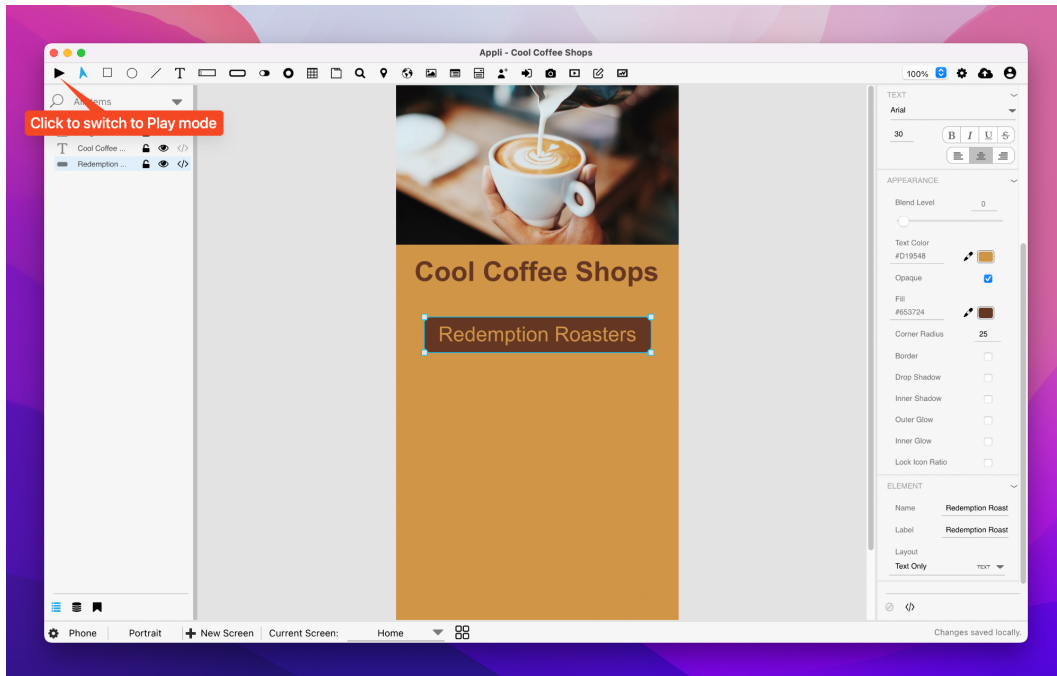 Appli - Cool Coffee Shops
T
100%
Click to switch to Play mode
T Cool Coffee ...
</>
Redemption ...
</>
Cool Coffee Shops
Redemption Roasters
TEXT
Arial
30
B I U S
APPEARANCE
Blend Level
0
Text Color
#D19548
Opaque
Fill
#653724
Corner Radius
25
Border
Drop Shadow
Inner Shadow
Outer Glow
Inner Glow
Lock Icon Ratio
ELEMENT
Name
Redemption Roast
Label
Redemption Roast
Layout
Text Only
TEXT
</>
Phone
Portrait
New Screen
Current Screen:
Home
Changes saved locally.